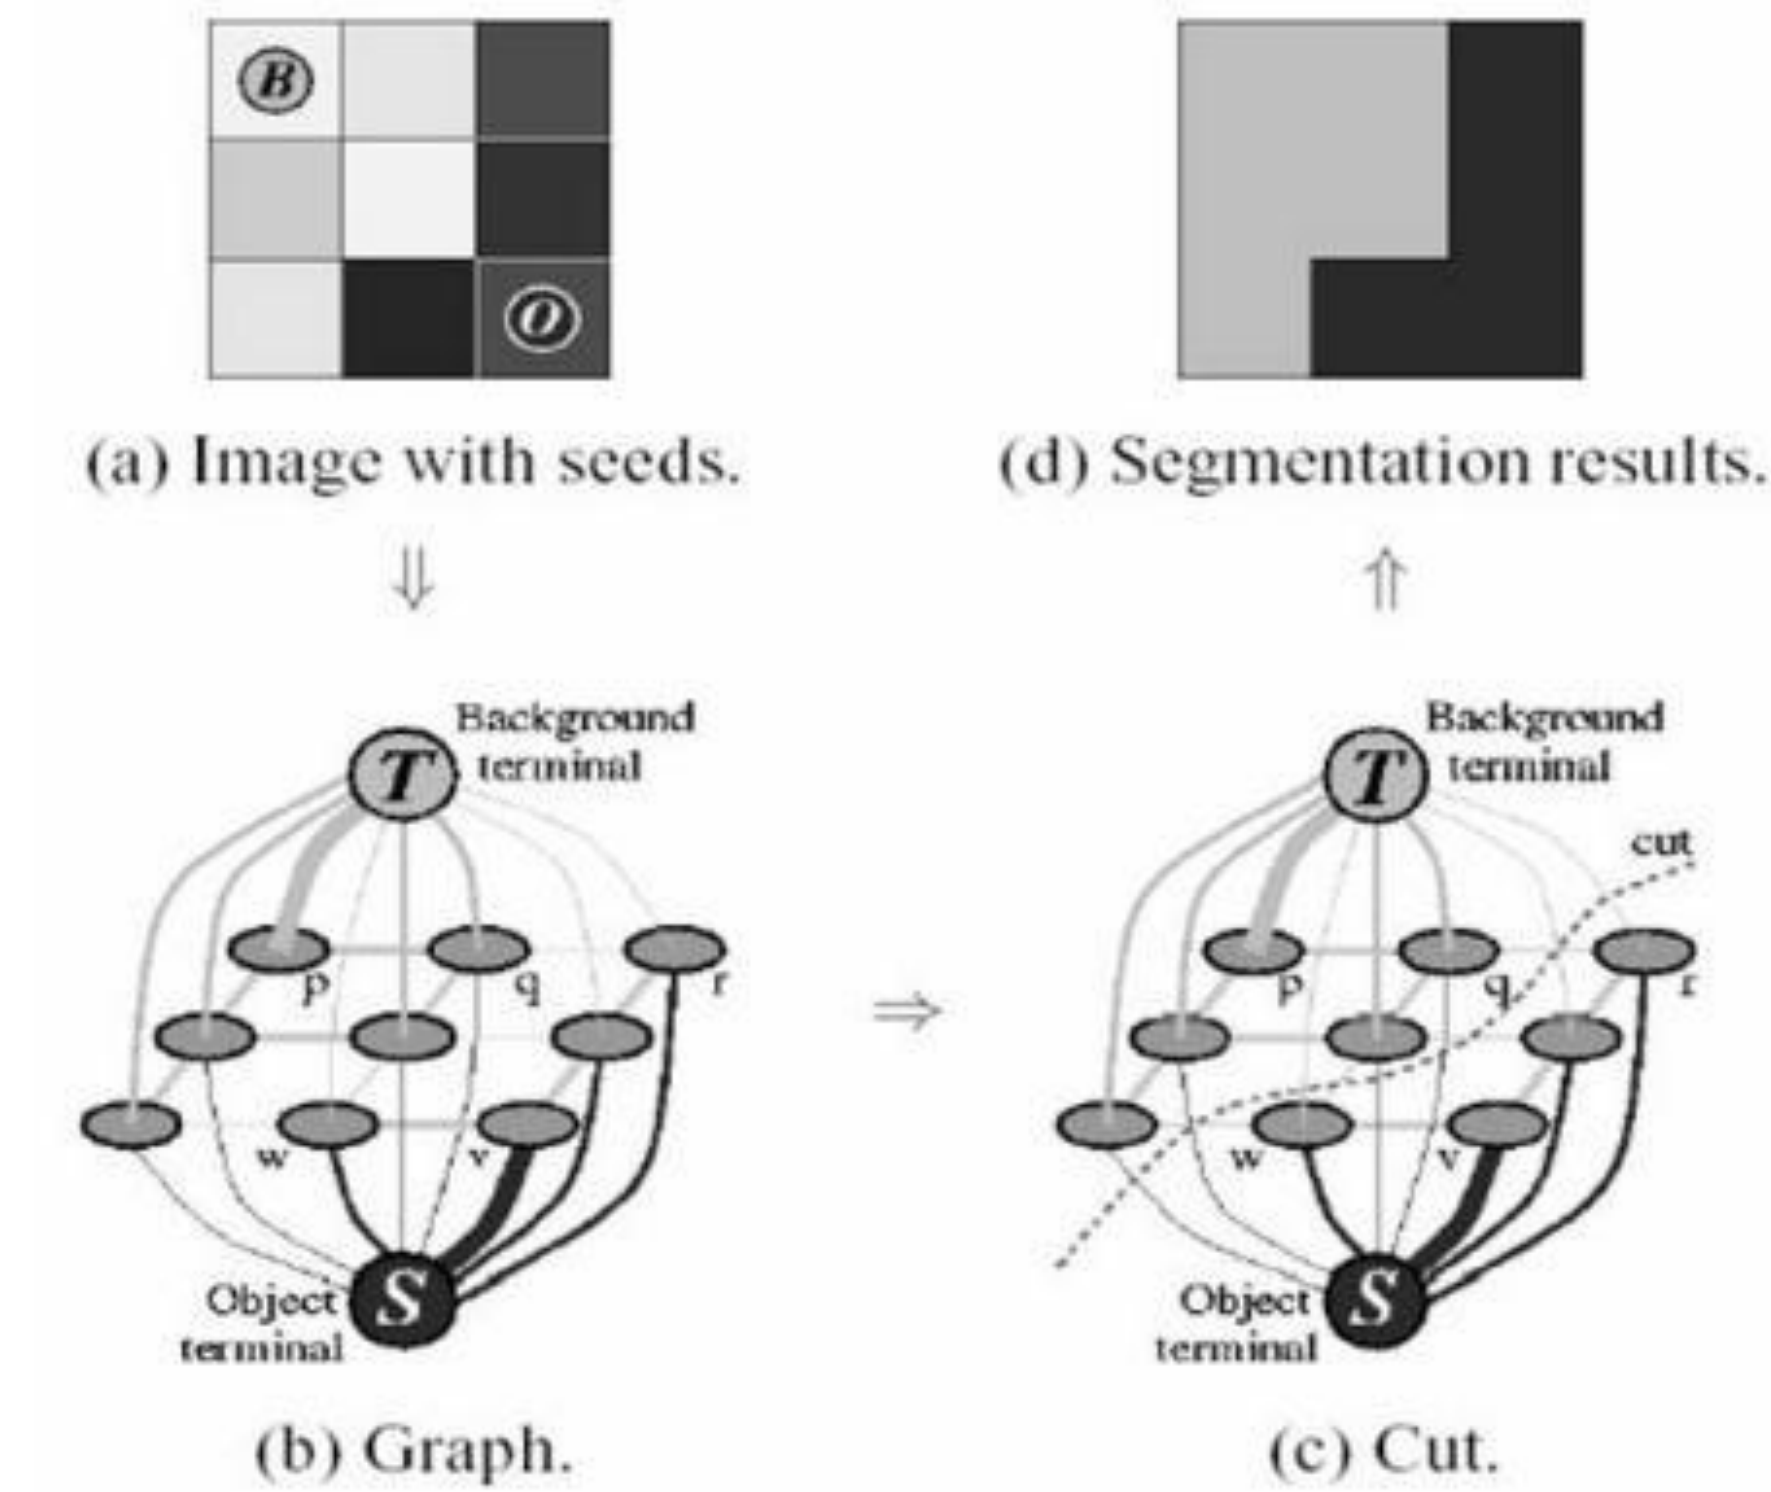 B
O
(a) Image with seeds.
(d) Segmentation results.
Background
T terminal
p
q
r
w
v
Object S
terminal
(b) Graph.
Background
T terminal
cut
p
q
r
w
v
Object S
terminal
(c) Cut.